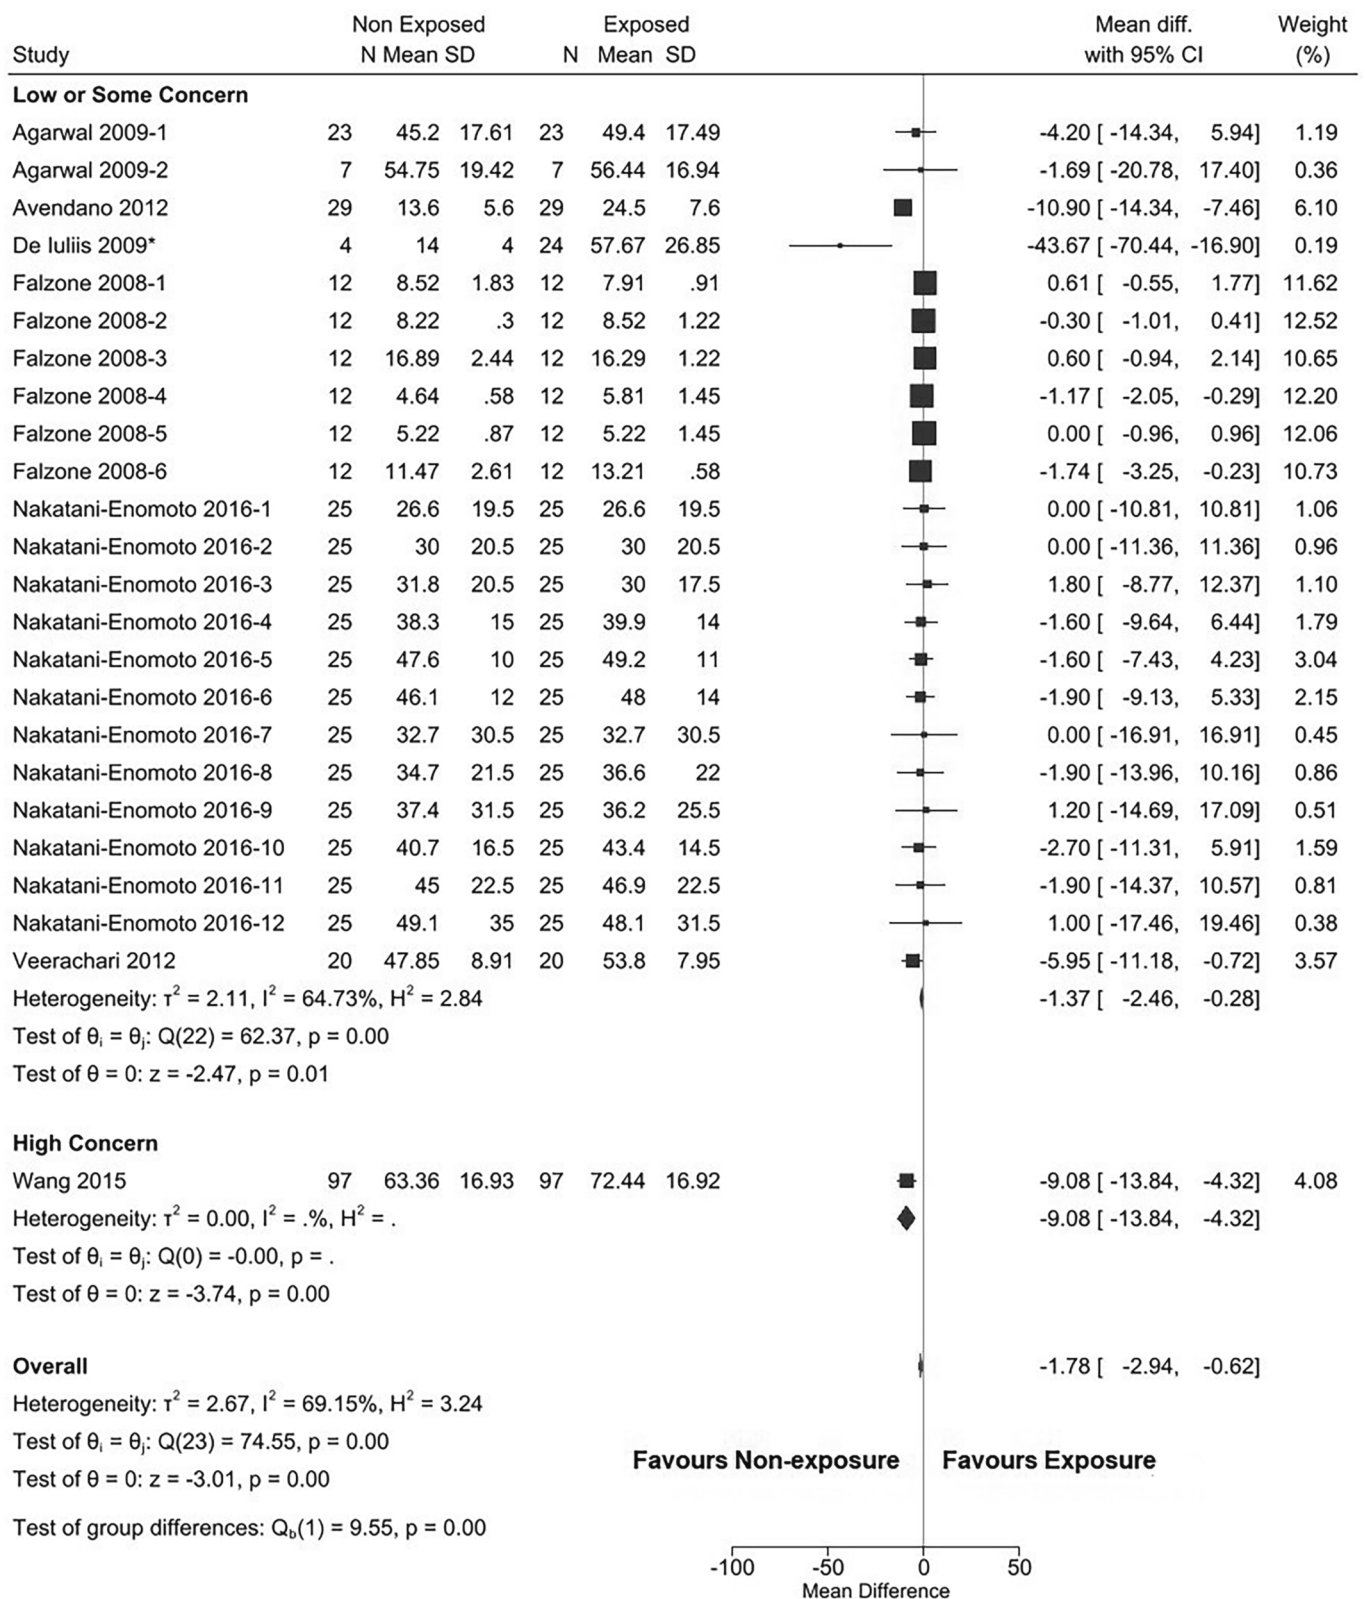 Non Exposed Exposed Mean diff. Weight
Study N Mean SD N Mean SD with 95% CI (%)
Low or Some Concern
Agarwal 2009-1 23 45.2 17.61 23 49.4 17.49 -4.20 [ -14.34, 5.94] 1.19
Agarwal 2009-2 7 54.75 19.42 7 56.44 16.94 -1.69 [ -20.78, 17.40] 0.36
Avendano 2012 29 13.6 5.6 29 24.5 7.6 -10.90 [ -14.34, -7.46] 6.10
De Iuliis 2009* 4 14 4 24 57.67 26.85 -43.67 [ -70.44, -16.90] 0.19
Falzone 2008-1 12 8.52 1.83 12 7.91 .91 0.61 [ -0.55, 1.77] 11.62
Falzone 2008-2 12 8.22 .3 12 8.52 1.22 -0.30 [ -1.01, 0.41] 12.52
Falzone 2008-3 12 16.89 2.44 12 16.29 1.22 0.60 [ -0.94, 2.14] 10.65
Falzone 2008-4 12 4.64 .58 12 5.81 1.45 -1.17 [ -2.05, -0.29] 12.20
Falzone 2008-5 12 5.22 .87 12 5.22 1.45 0.00 [ -0.96, 0.96] 12.06
Falzone 2008-6 12 11.47 2.61 12 13.21 .58 -1.74 [ -3.25, -0.23] 10.73
Nakatani-Enomoto 2016-1 25 26.6 19.5 25 26.6 19.5 0.00 [ -10.81, 10.81] 1.06
Nakatani-Enomoto 2016-2 25 30 20.5 25 30 20.5 0.00 [ -11.36, 11.36] 0.96
Nakatani-Enomoto 2016-3 25 31.8 20.5 25 30 17.5 1.80 [ -8.77, 12.37] 1.10
Nakatani-Enomoto 2016-4 25 38.3 15 25 39.9 14 -1.60 [ -9.64, 6.44] 1.79
Nakatani-Enomoto 2016-5 25 47.6 10 25 49.2 11 -1.60 [ -7.43, 4.23] 3.04
Nakatani-Enomoto 2016-6 25 46.1 12 25 48 14 -1.90 [ -9.13, 5.33] 2.15
Nakatani-Enomoto 2016-7 25 32.7 30.5 25 32.7 30.5 0.00 [ -16.91, 16.91] 0.45
Nakatani-Enomoto 2016-8 25 34.7 21.5 25 36.6 22 -1.90 [ -13.96, 10.16] 0.86
Nakatani-Enomoto 2016-9 25 37.4 31.5 25 36.2 25.5 1.20 [ -14.69, 17.09] 0.51
Nakatani-Enomoto 2016-10 25 40.7 16.5 25 43.4 14.5 -2.70 [ -11.31, 5.91] 1.59
Nakatani-Enomoto 2016-11 25 45 22.5 25 46.9 22.5 -1.90 [ -14.37, 10.57] 0.81
Nakatani-Enomoto 2016-12 25 49.1 35 25 48.1 31.5 1.00 [ -17.46, 19.46] 0.38
Veerachari 2012 20 47.85 8.91 20 53.8 7.95 -5.95 [ -11.18, -0.72] 3.57
Heterogeneity: τ² = 2.11, I² = 64.73%, H² = 2.84 -1.37 [ -2.46, -0.28]
Test of θᵢ = θⱼ: Q(22) = 62.37, p = 0.00
Test of θ = 0: z = -2.47, p = 0.01
High Concern
Wang 2015 97 63.36 16.93 97 72.44 16.92 -9.08 [ -13.84, -4.32] 4.08
Heterogeneity: τ² = 0.00, I² = .%, H² = . -9.08 [ -13.84, -4.32]
Test of θᵢ = θⱼ: Q(0) = -0.00, p = .
Test of θ = 0: z = -3.74, p = 0.00
Overall -1.78 [ -2.94, -0.62]
Heterogeneity: τ² = 2.67, I² = 69.15%, H² = 3.24
Test of θᵢ = θⱼ: Q(23) = 74.55, p = 0.00
Favours Non-exposure Favours Exposure
Test of θ = 0: z = -3.01, p = 0.00
Test of group differences: Q_b(1) = 9.55, p = 0.00
-100 -50 0 50
Mean Difference